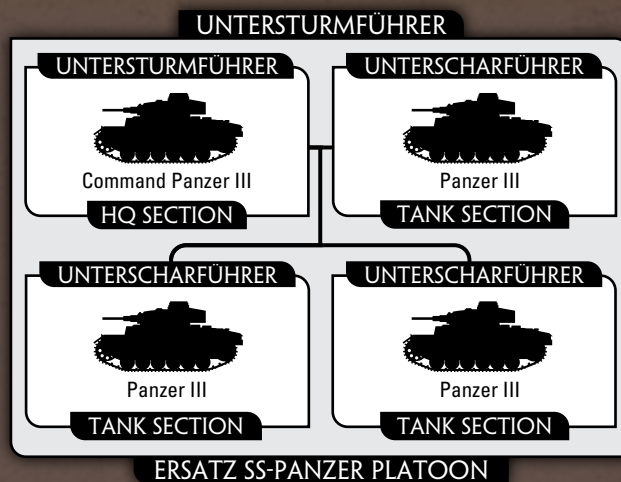 UNTERSTURMFÜHRER
UNTERSTURMFÜHRER
Command Panzer III
HQ SECTION
UNTERSCHARFÜHRER
Panzer III
TANK SECTION
UNTERSCHARFÜHRER
Panzer III
TANK SECTION
UNTERSCHARFÜHRER
Panzer III
TANK SECTION
ERSATZ SS-PANZER PLATOON